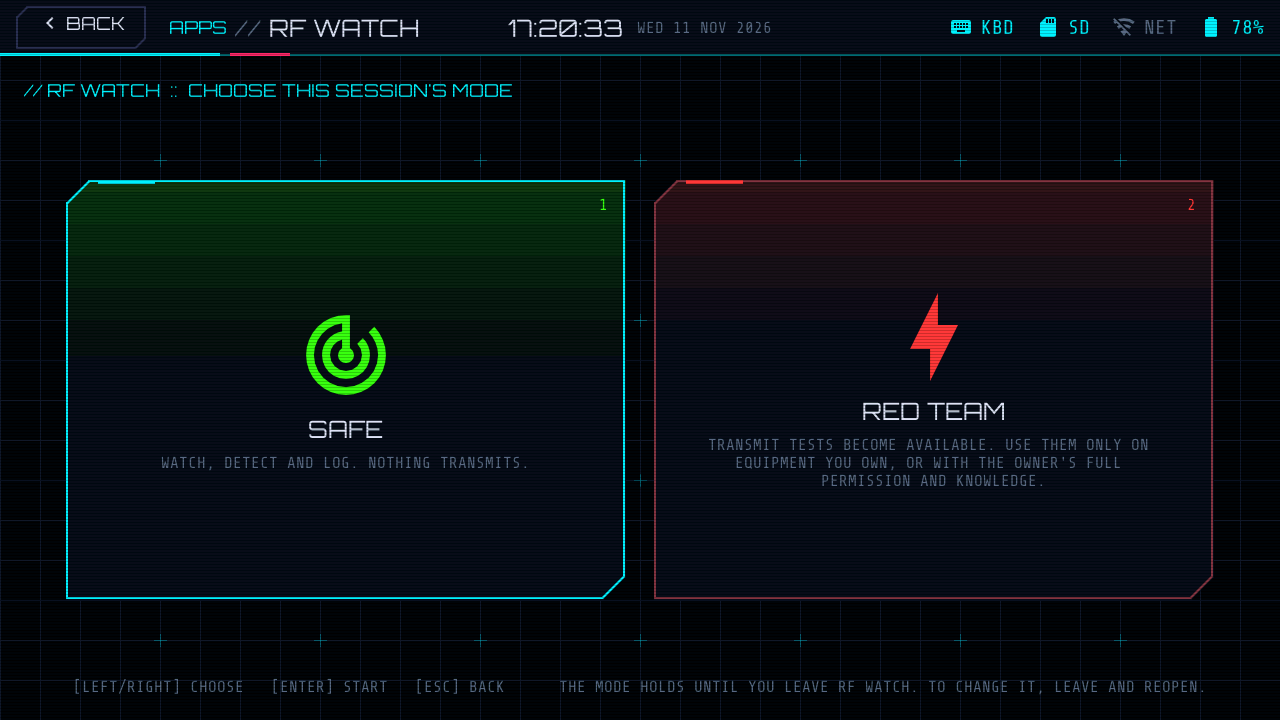 BACK
APPS // RF WATCH
17:20:33 WED 11 NOV 2026
KBD SD NET 78%
// RF WATCH :: CHOOSE THIS SESSION'S MODE
1
SAFE
WATCH, DETECT AND LOG. NOTHING TRANSMITS.
2
RED TEAM
TRANSMIT TESTS BECOME AVAILABLE. USE THEM ONLY ON
EQUIPMENT YOU OWN, OR WITH THE OWNER'S FULL
PERMISSION AND KNOWLEDGE.
[LEFT/RIGHT] CHOOSE [ENTER] START [ESC] BACK
THE MODE HOLDS UNTIL YOU LEAVE RF WATCH. TO CHANGE IT, LEAVE AND REOPEN.